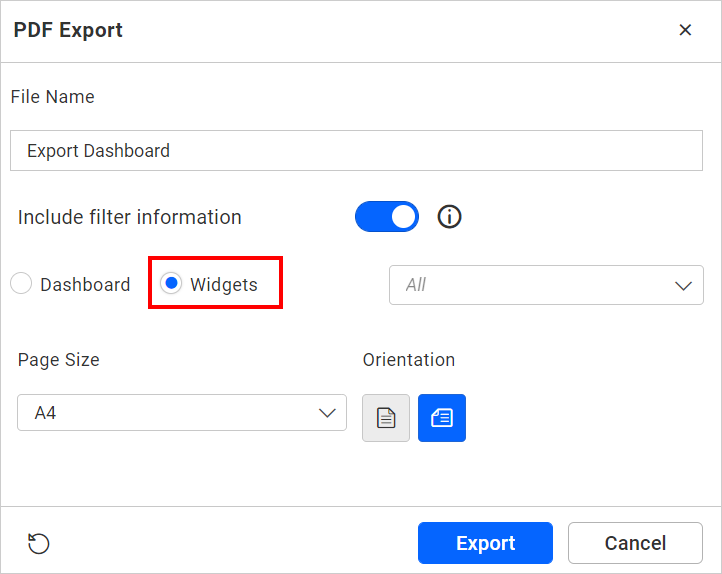 PDF Export
File Name
Export Dashboard
Include filter information
Dashboard Widgets All
Page Size Orientation
A4
Export Cancel